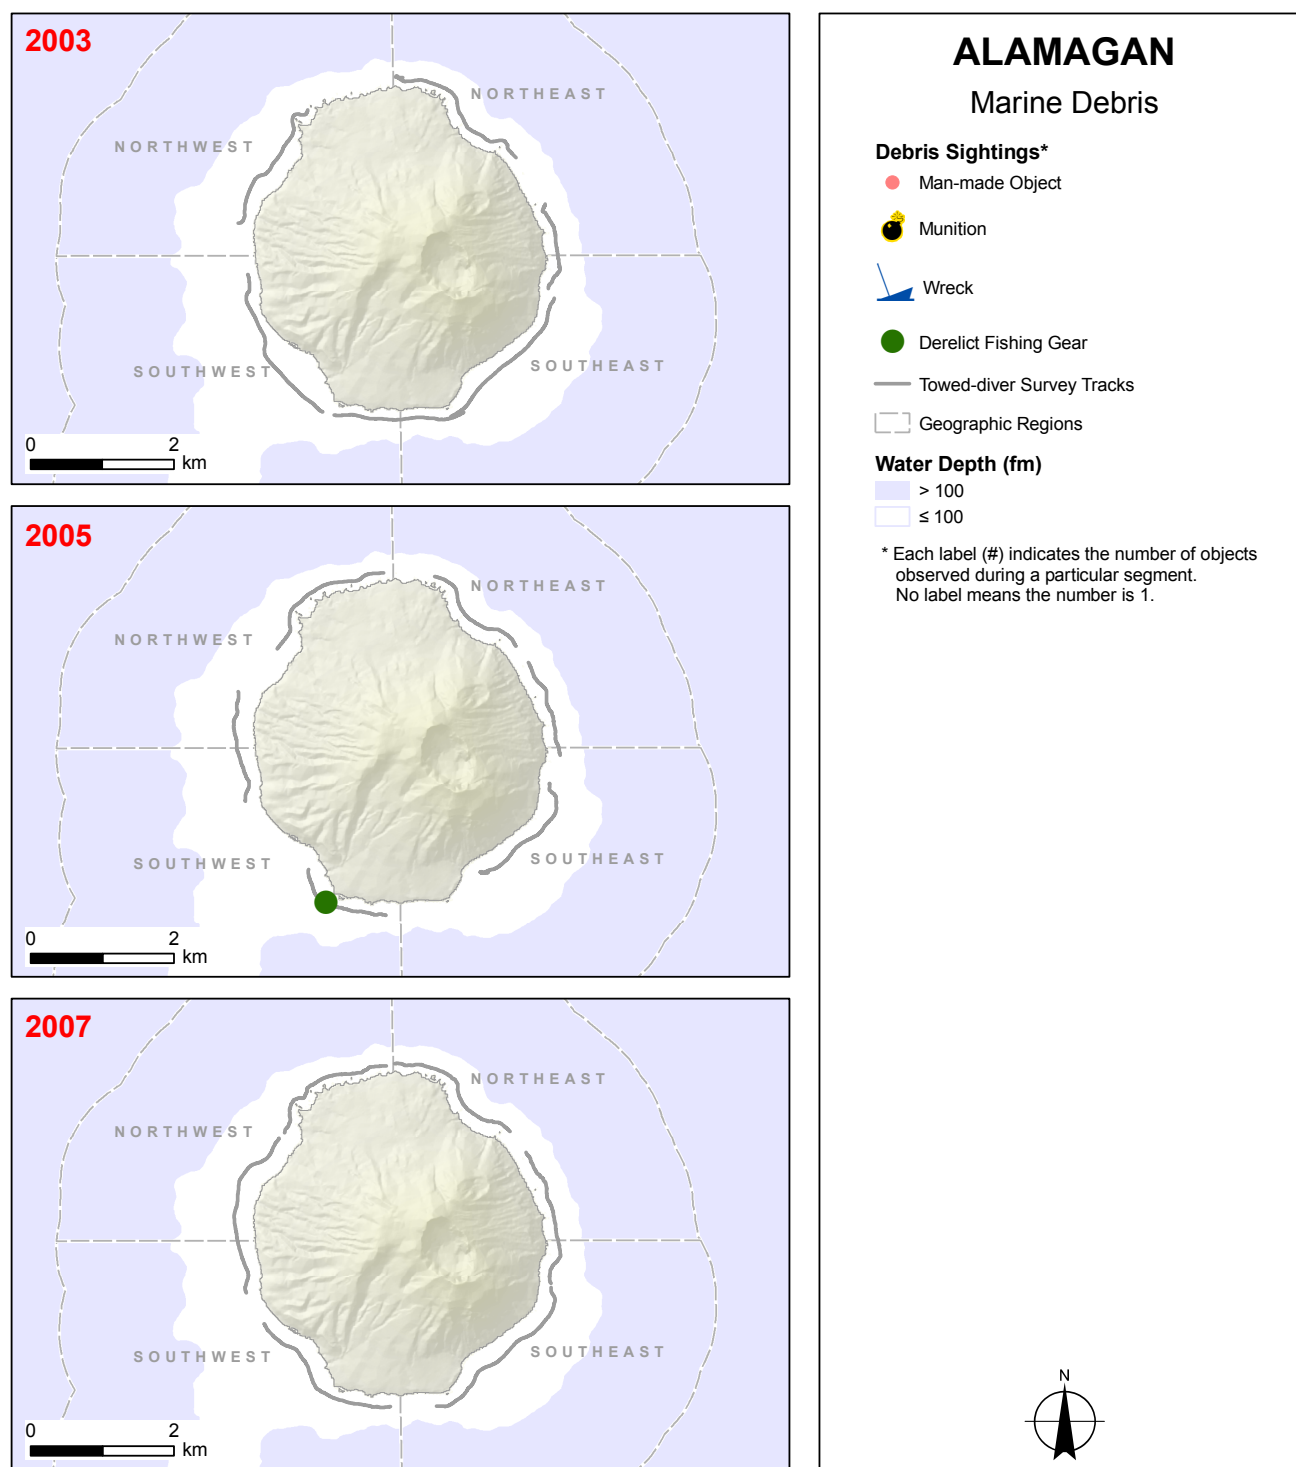 2003
NORTHEAST
NORTHWEST
SOUTHWEST
SOUTHEAST
0 2
km
2005
NORTHEAST
NORTHWEST
SOUTHWEST
SOUTHEAST
0 2
km
2007
NORTHEAST
NORTHWEST
SOUTHWEST
SOUTHEAST
0 2
km
ALAMAGAN
Marine Debris
Debris Sightings*
Man-made Object
Munition
Wreck
Derelict Fishing Gear
Towed-diver Survey Tracks
Geographic Regions
Water Depth (fm)
> 100
≤ 100
* Each label (#) indicates the number of objects
observed during a particular segment.
No label means the number is 1.
N